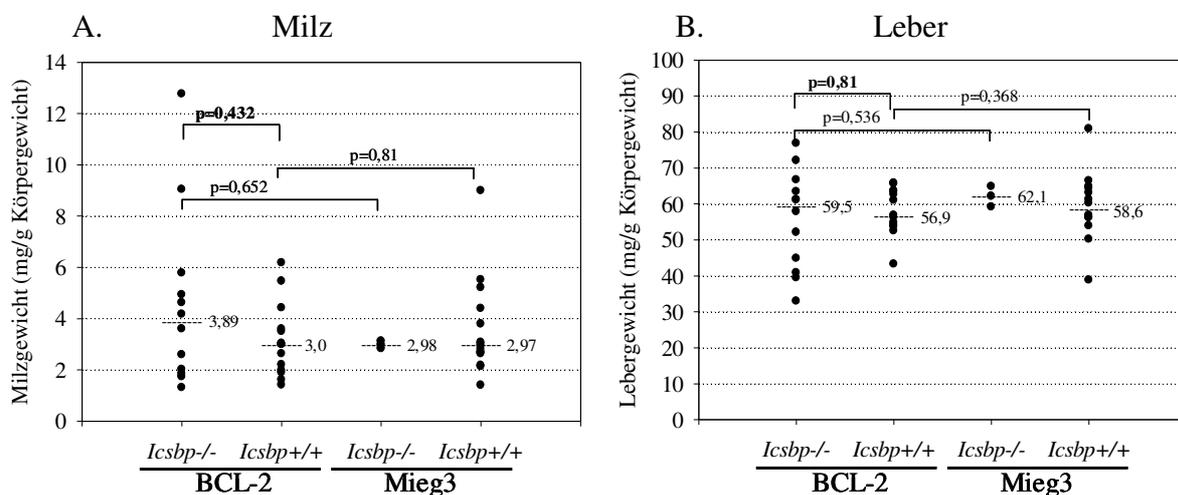 A. Milz
Milzgewicht (mg/g Körpergewicht)
14
12
10
8
6
4
2
0
p=0,432
p=0,81
p=0,652
3,89
3,0
2,98
2,97
Icsbp-/- Icsbp+/+ Icsbp-/- Icsbp+/+
BCL-2 Mieg3
B. Leber
Lebergewicht (mg/g Körpergewicht)
100
90
80
70
60
50
40
30
20
10
0
p=0,81
p=0,368
p=0,536
59,5
56,9
62,1
58,6
Icsbp-/- Icsbp+/+ Icsbp-/- Icsbp+/+
BCL-2 Mieg3